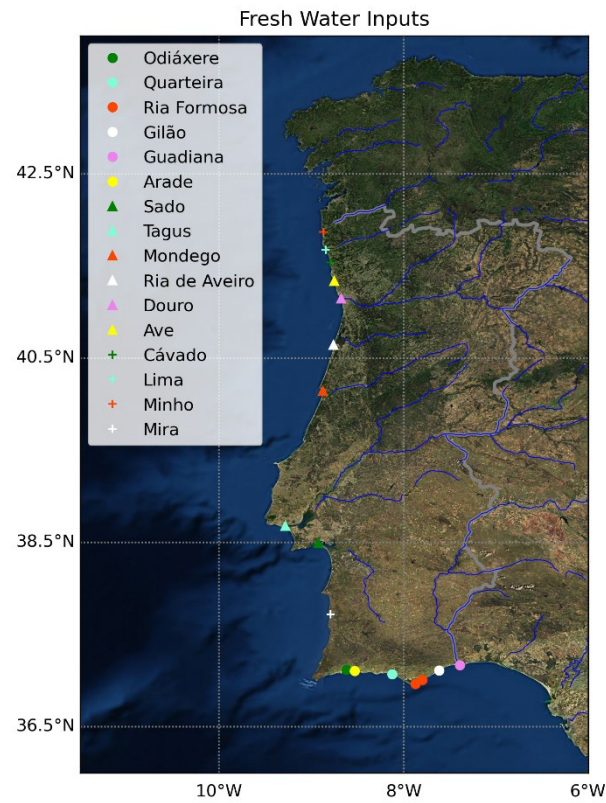 Fresh Water Inputs
Odiáxere
Quarteira
Ria Formosa
Gilão
Guadiana
Arade
Sado
Tagus
Mondego
Ria de Aveiro
Douro
Ave
Cávado
Lima
Minho
Mira
42.5°N
40.5°N
38.5°N
36.5°N
10°W
8°W
6°W